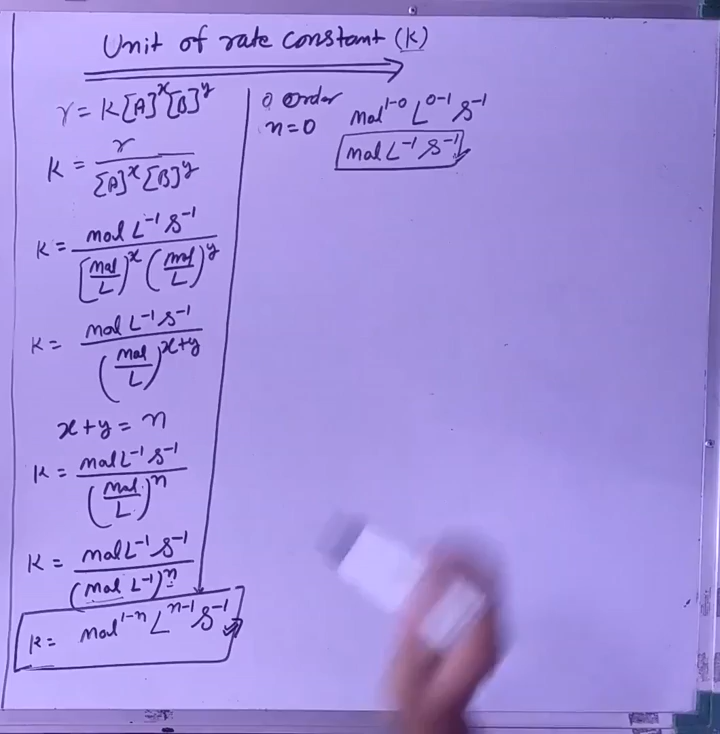 Unit of rate constant (K)
r = K[A]^x[B]^y
K = r / [A]^x [B]^y
K = mol L^-1 S^-1 / [mol/L]^x (mol/L)^y
K = mol L^-1 S^-1 / (mol/L)^x+y
x+y = n
K = mol L^-1 S^-1 / (mol/L)^n
K = mol L^-1 S^-1 / (mol L^-1)^n
K = mol^1-n L^n-1 S^-1
0 Order
n=0
mol^1-0 L^0-1 S^-1
mol L^-1 S^-1